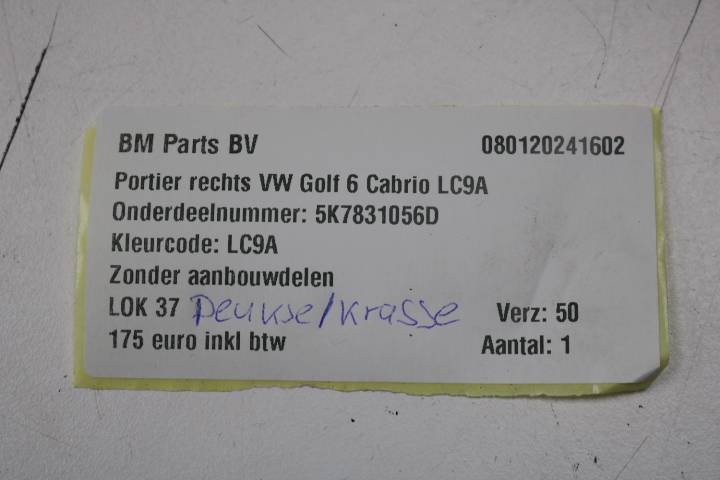 BM Parts BV 080120241602
Portier rechts VW Golf 6 Cabrio LC9A
Onderdeelnummer: 5K7831056D
Kleurcode: LC9A
Zonder aanbouwdelen
LOK 37 Deukse/Krasse Verz: 50
175 euro inkl btw Aantal: 1